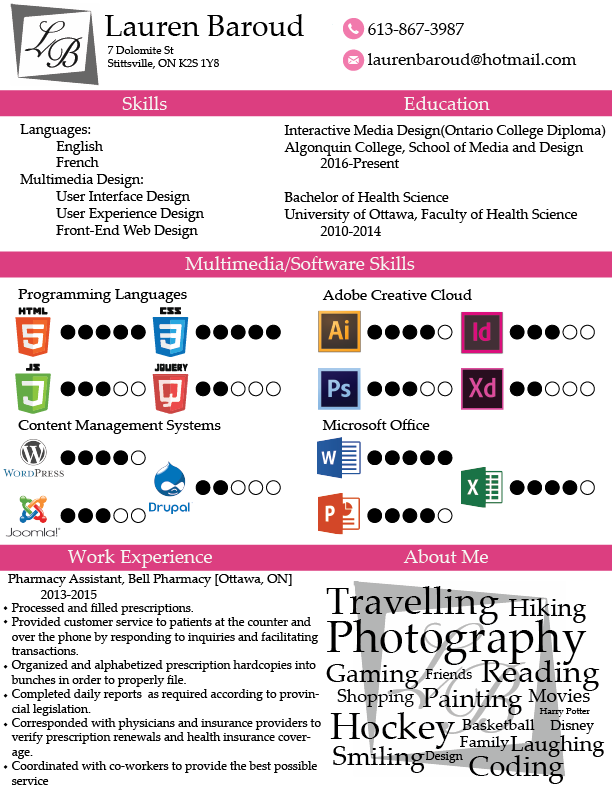 LB
Lauren Baroud
7 Dolomite St
Stittsville, ON K2S 1Y8
613-867-3987
laurenbaroud@hotmail.com
Skills
Languages:
English
French
Multimedia Design:
User Interface Design
User Experience Design
Front-End Web Design
Education
Interactive Media Design(Ontario College Diploma)
Algonquin College, School of Media and Design
2016-Present
Bachelor of Health Science
University of Ottawa, Faculty of Health Science
2010-2014
Multimedia/Software Skills
Programming Languages
HTML
5
CSS
3
JS
JQUERY
Content Management Systems
WORDPRESS
Drupal
Joomla!
Adobe Creative Cloud
Ai
Id
Ps
Xd
Microsoft Office
W
X
P
Work Experience
Pharmacy Assistant, Bell Pharmacy [Ottawa, ON]
2013-2015
• Processed and filled prescriptions.
• Provided customer service to patients at the counter and
over the phone by responding to inquiries and facilitating
transactions.
• Organized and alphabetized prescription hardcopies into
bunches in order to properly file.
• Completed daily reports as required according to provin-
cial legislation.
• Corresponded with physicians and insurance providers to
verify prescription renewals and health insurance cover-
age.
• Coordinated with co-workers to provide the best possible
service
About Me
Travelling Hiking
Photography
Gaming Friends Reading
Shopping Painting Movies
Harry Potter
Hockey Basketball Disney
Family Laughing
Smiling Design Coding
LB